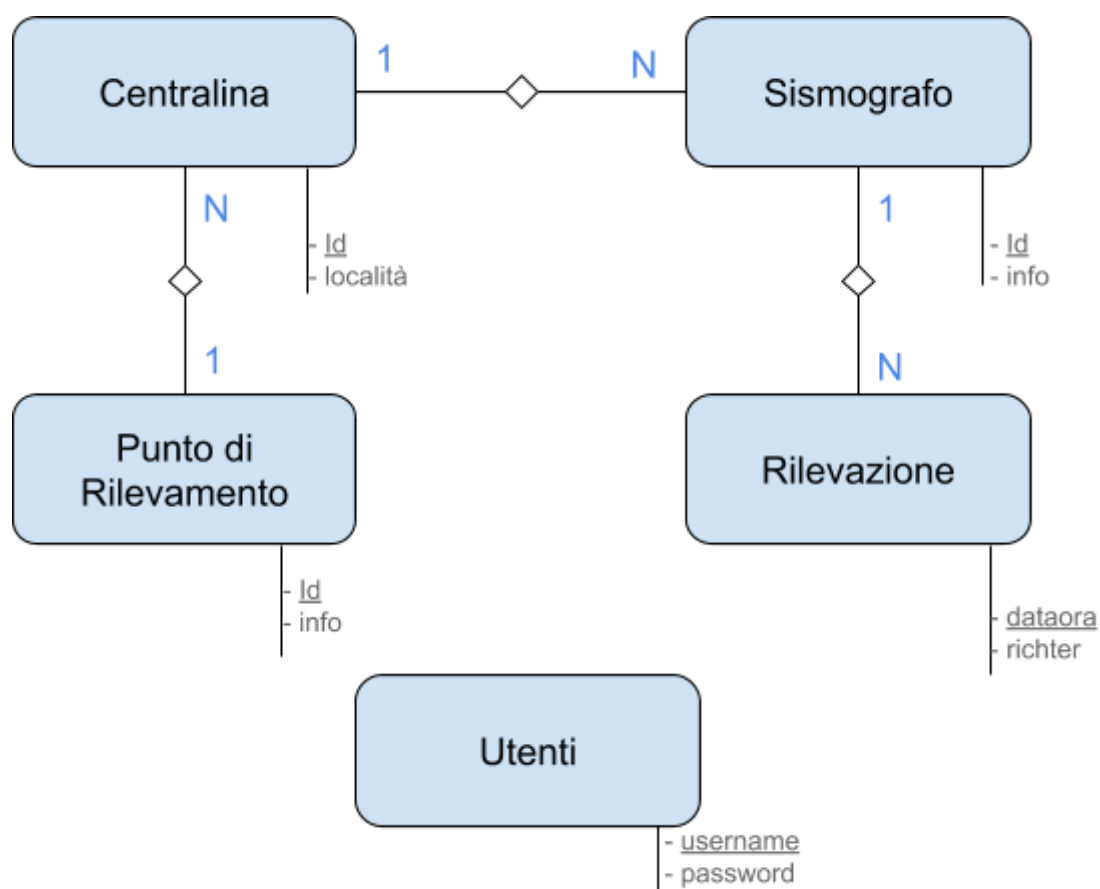 Centralina
1
N
Sismografo
N
- Id
- località
1
- Id
- info
1
N
Punto di
Rilevamento
- Id
- info
Rilevazione
- dataora
- richter
Utenti
- username
- password